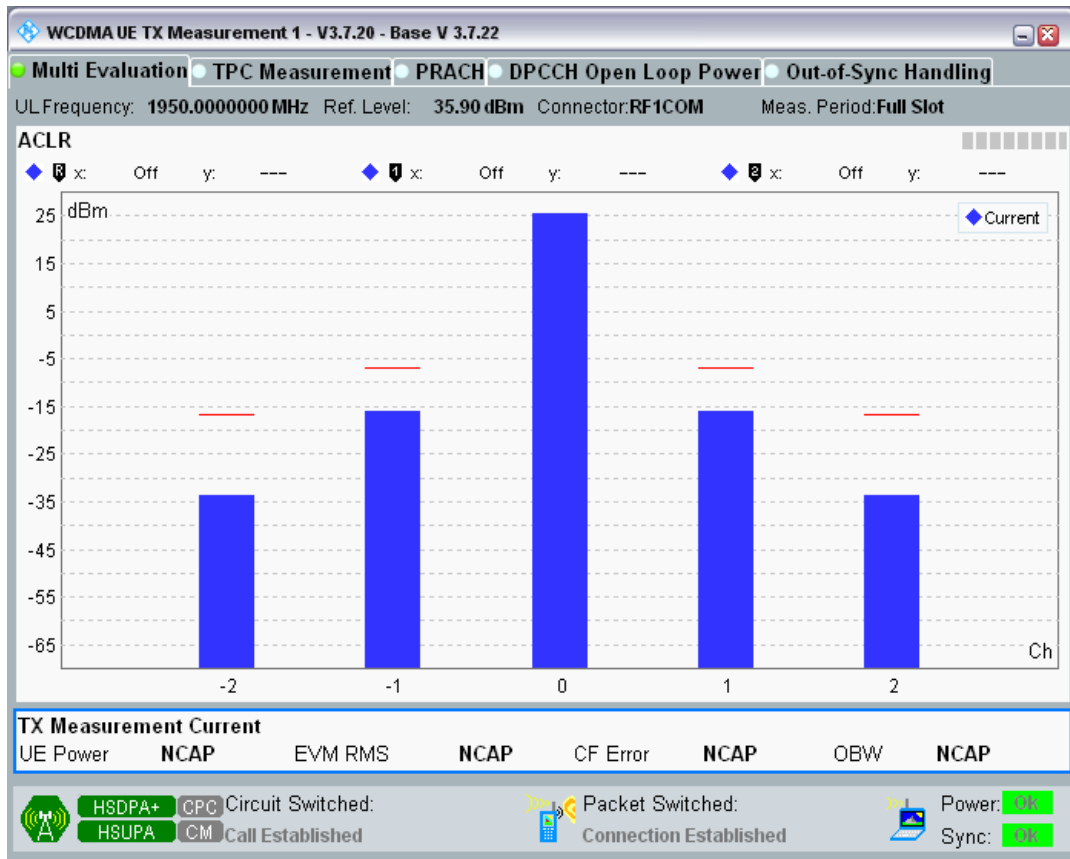 WCDMA UE TX Measurement 1 - V3.7.20 - Base V 3.7.22
Multi Evaluation TPC Measurement PRACH DPCCH Open Loop Power Out-of-Sync Handling
UL Frequency: 1950.0000000 MHz Ref. Level: 35.90 dBm Connector:RF1COM Meas. Period:Full Slot
ACLR
R x: Off y: --- 1 x: Off y: --- 2 x: Off y: ---
dBm
Current
25
15
5
-5
-15
-25
-35
-45
-55
-65
Ch
-2 -1 0 1 2
TX Measurement Current
UE Power NCAP EVM RMS NCAP CF Error NCAP OBW NCAP
HSDPA+ CPC Circuit Switched: Packet Switched: Power: Ok
HSUPA CM Call Established Connection Established Sync: Ok